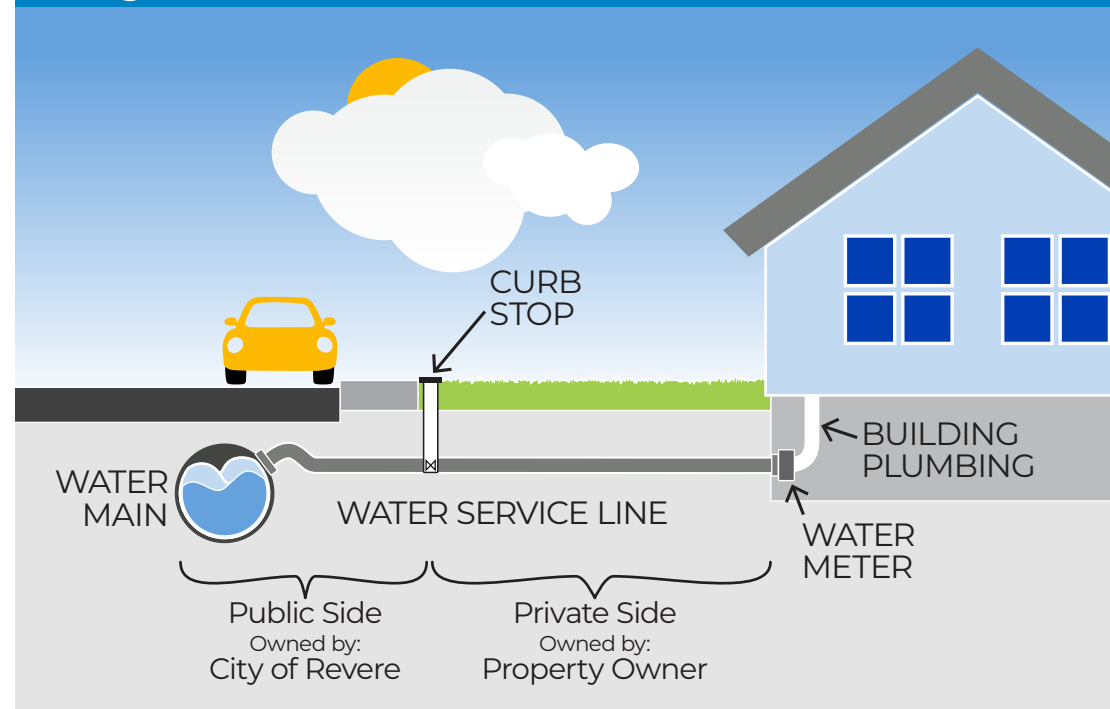 CURB
STOP
BUILDING
PLUMBING
WATER
MAIN
WATER SERVICE LINE
WATER
METER
Public Side
Owned by:
City of Revere
Private Side
Owned by:
Property Owner